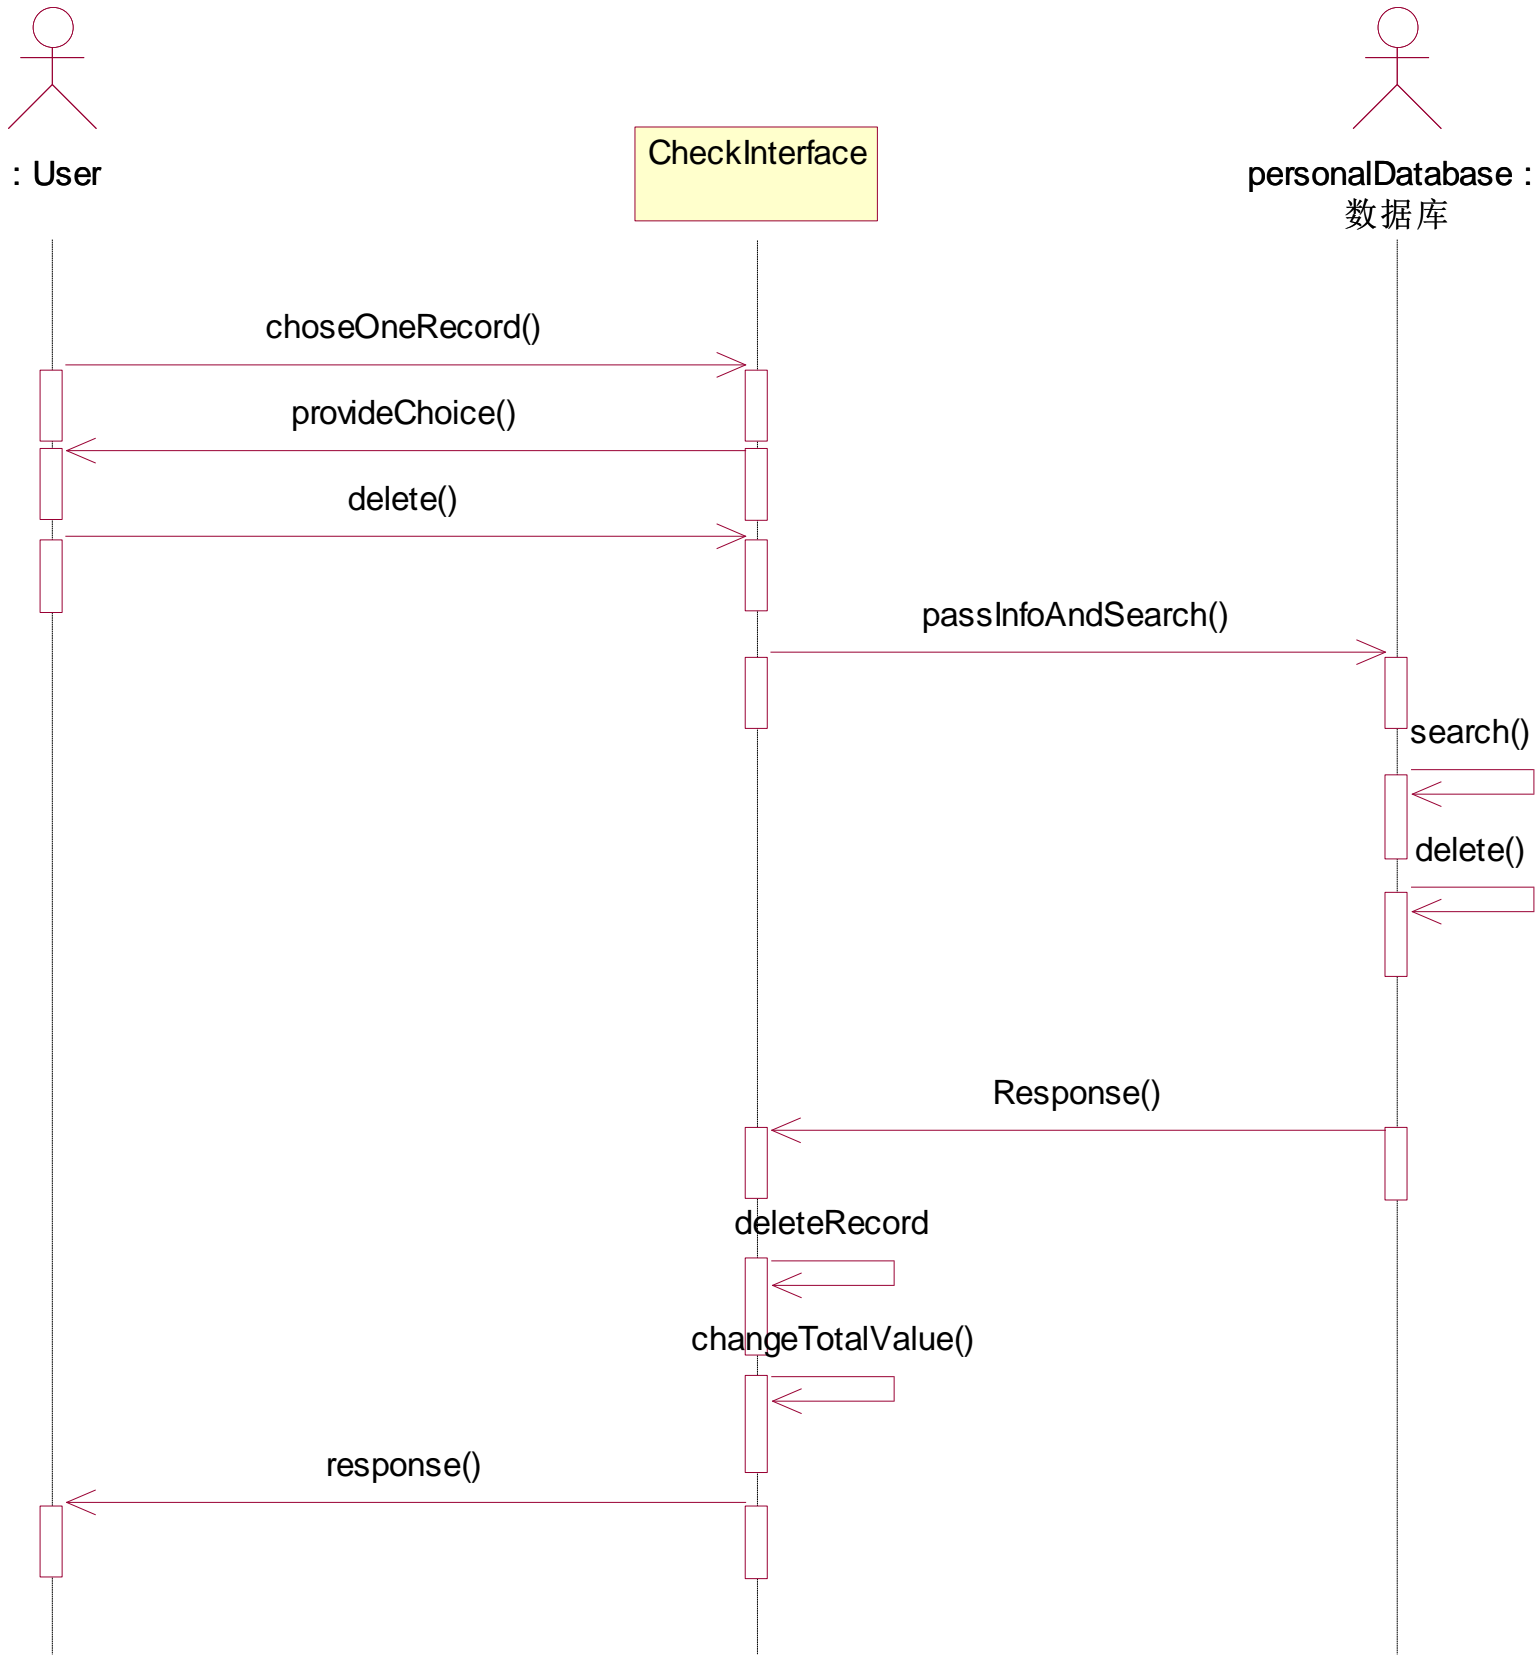 : User
CheckInterface
personalDatabase :
数据库
choseOneRecord()
provideChoice()
delete()
passInfoAndSearch()
search()
delete()
Response()
deleteRecord
changeTotalValue()
response()